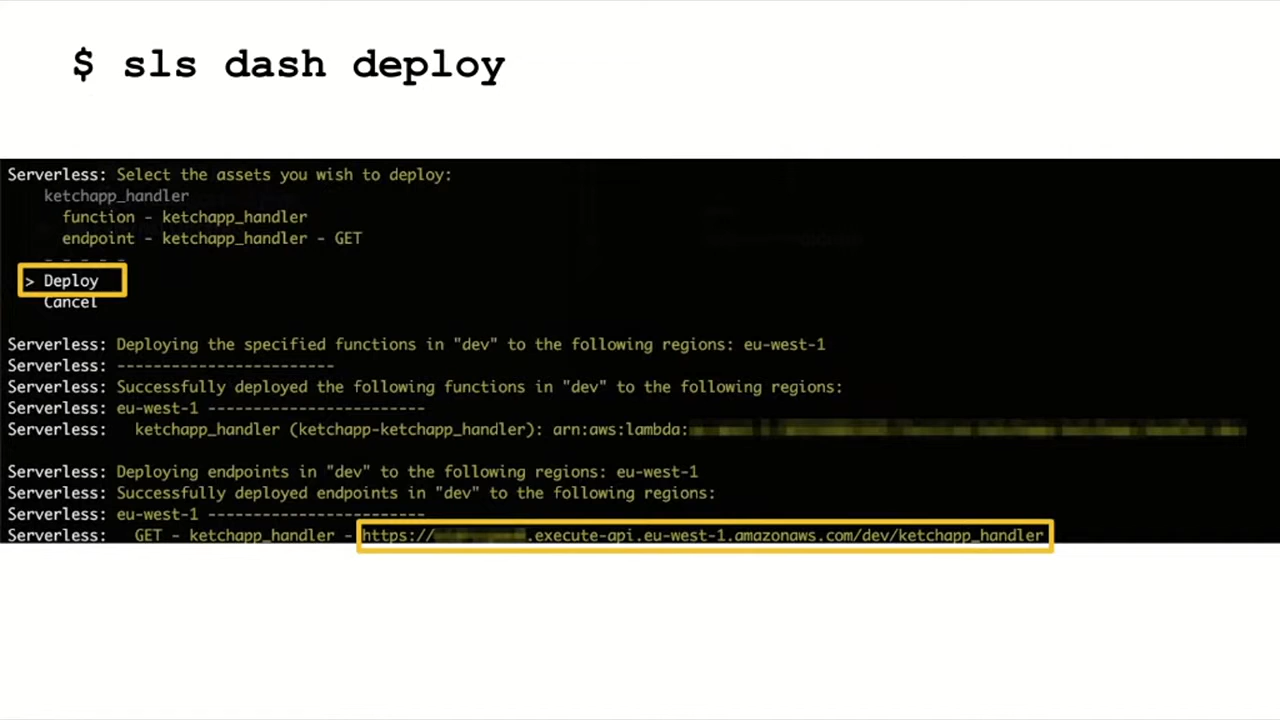 $ sls dash deploy
Serverless: Select the assets you wish to deploy:
ketchapp_handler
function - ketchapp_handler
endpoint - ketchapp_handler - GET
- - - - -
> Deploy
Cancel
Serverless: Deploying the specified functions in "dev" to the following regions: eu-west-1
Serverless: ------------------------
Serverless: Successfully deployed the following functions in "dev" to the following regions:
Serverless: eu-west-1 ------------------------
Serverless: ketchapp_handler (ketchapp-ketchapp_handler): arn:aws:lambda:
Serverless: Deploying endpoints in "dev" to the following regions: eu-west-1
Serverless: Successfully deployed endpoints in "dev" to the following regions:
Serverless: eu-west-1 ------------------------
Serverless: GET - ketchapp_handler - https:// .execute-api.eu-west-1.amazonaws.com/dev/ketchapp_handler